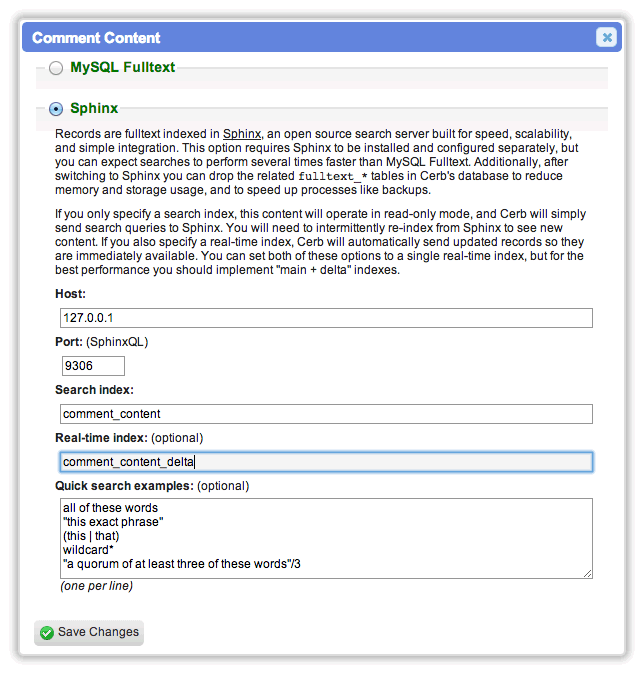 Comment Content
MySQL Fulltext
Sphinx
Records are fulltext indexed in Sphinx, an open source search server built for speed, scalability,
and simple integration. This option requires Sphinx to be installed and configured separately, but
you can expect searches to perform several times faster than MySQL Fulltext. Additionally, after
switching to Sphinx you can drop the related fulltext_* tables in Cerb's database to reduce
memory and storage usage, and to speed up processes like backups.
If you only specify a search index, this content will operate in read-only mode, and Cerb will simply
send search queries to Sphinx. You will need to intermittently re-index from Sphinx to see new
content. If you also specify a real-time index, Cerb will automatically send updated records so they
are immediately available. You can set both of these options to a single real-time index, but for the
best performance you should implement "main + delta" indexes.
Host:
127.0.0.1
Port: (SphinxQL)
9306
Search index:
comment_content
Real-time index: (optional)
comment_content_delta
Quick search examples: (optional)
all of these words
"this exact phrase"
(this | that)
wildcard*
"a quorum of at least three of these words"/3
(one per line)
Save Changes